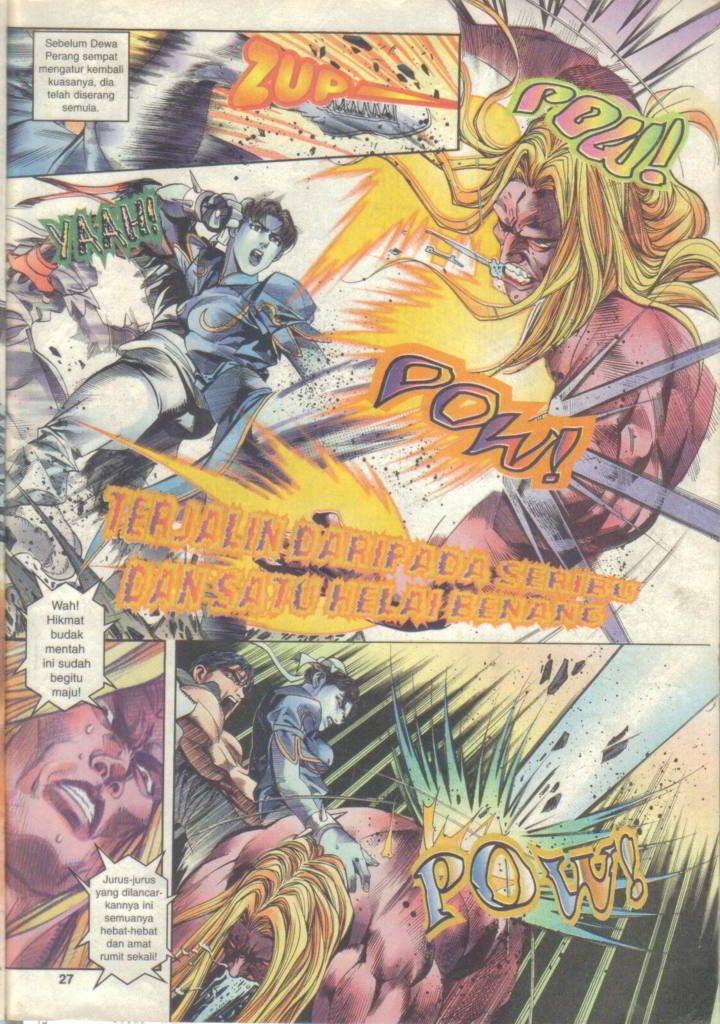 Sebelum Dewa
Perang sempat
mengatur kembali
kuasanya, dia
telah diserang
semula.
ZUP
POW!
YAAH!
POW!
TERJALIN DARIPADA SERIBU
DAN SATU HELAI BENANG
Wah!
Hikmat
budak
mentah
ini sudah
begitu
maju!
Jurus-jurus
yang dilancar-
kannya ini
semuanya
hebat-hebat
dan amat
rumit sekali!
POW!
27